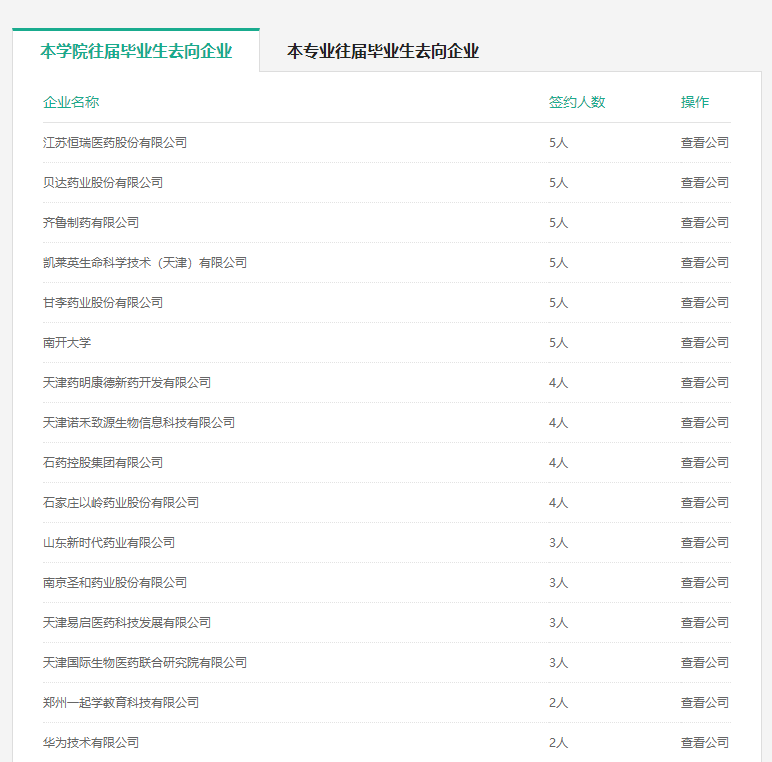 本学院往届毕业生去向企业 本专业往届毕业生去向企业
企业名称 签约人数 操作
江苏恒瑞医药股份有限公司 5人 查看公司
贝达药业股份有限公司 5人 查看公司
齐鲁制药有限公司 5人 查看公司
凯莱英生命科学技术（天津）有限公司 5人 查看公司
甘李药业股份有限公司 5人 查看公司
南开大学 5人 查看公司
天津药明康德新药开发有限公司 4人 查看公司
天津诺禾致源生物信息科技有限公司 4人 查看公司
石药控股集团有限公司 4人 查看公司
石家庄以岭药业股份有限公司 4人 查看公司
山东新时代药业有限公司 3人 查看公司
南京圣和药业股份有限公司 3人 查看公司
天津易启医药科技发展有限公司 3人 查看公司
天津国际生物医药联合研究院有限公司 3人 查看公司
郑州一起学教育科技有限公司 2人 查看公司
华为技术有限公司 2人 查看公司